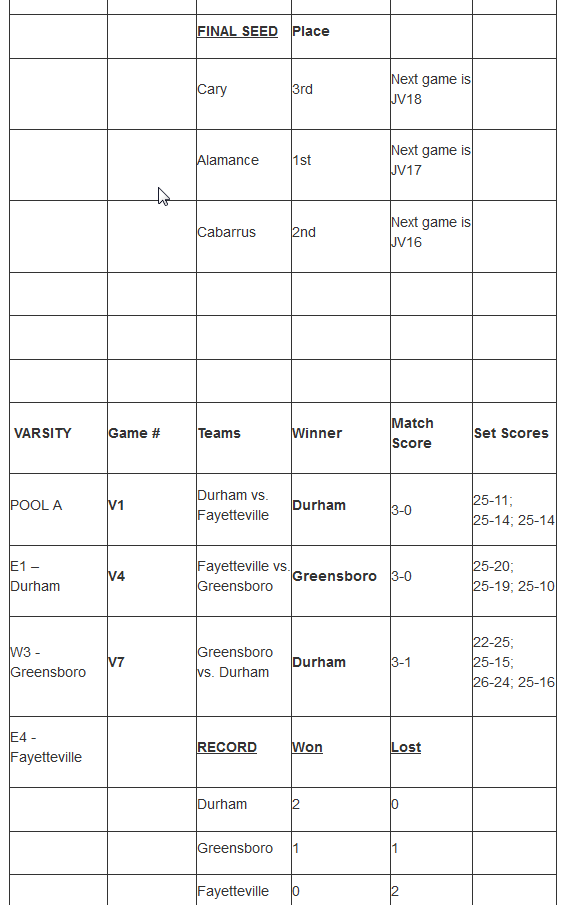 FINAL SEED Place
Cary 3rd Next game is
JV18
Alamance 1st Next game is
JV17
Cabarrus 2nd Next game is
JV16
VARSITY Game # Teams Winner Match
Score Set Scores
POOL A V1 Durham vs.
Fayetteville Durham 3-0 25-11;
25-14; 25-14
E1 –
Durham V4 Fayetteville vs.
Greensboro Greensboro 3-0 25-20;
25-19; 25-10
W3 -
Greensboro V7 Greensboro
vs. Durham Durham 3-1 22-25;
25-15;
26-24; 25-16
E4 -
Fayetteville RECORD Won Lost
Durham 2 0
Greensboro 1 1
Fayetteville 0 2